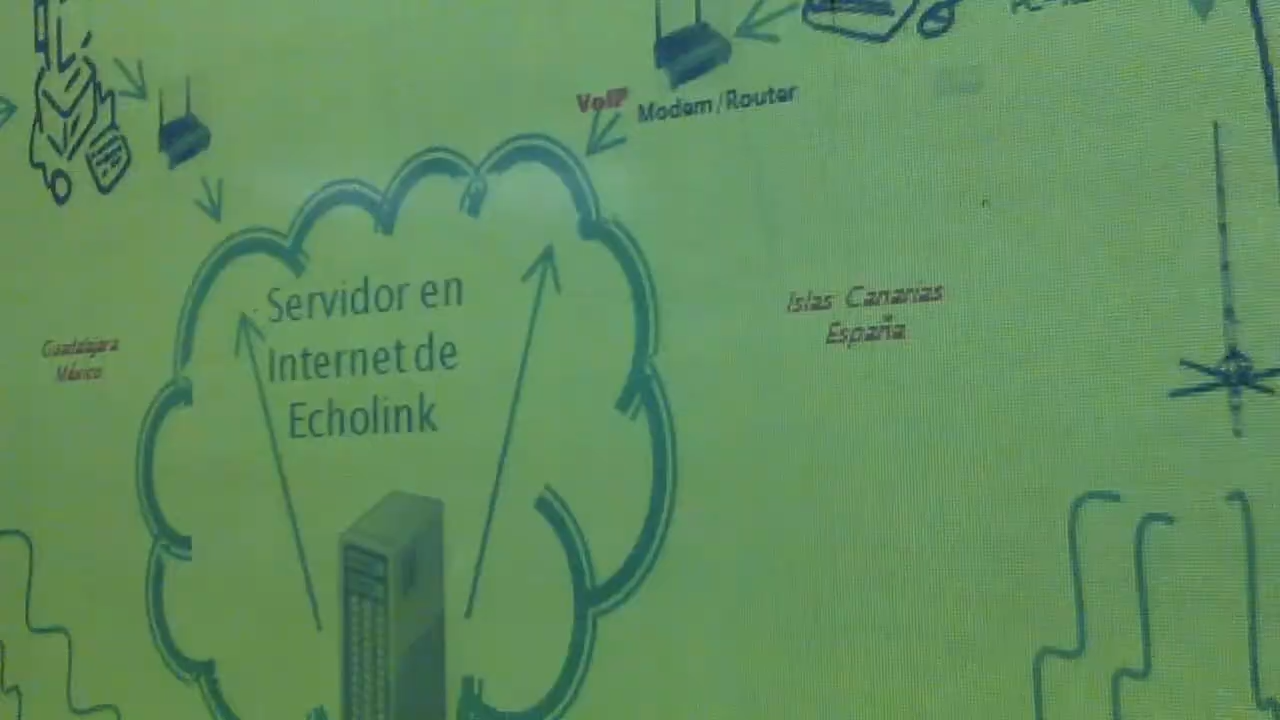 VoIP
Modem/Router
Servidor en
Internet de
Echolink
Islas Canarias
España
Guadalajara
México